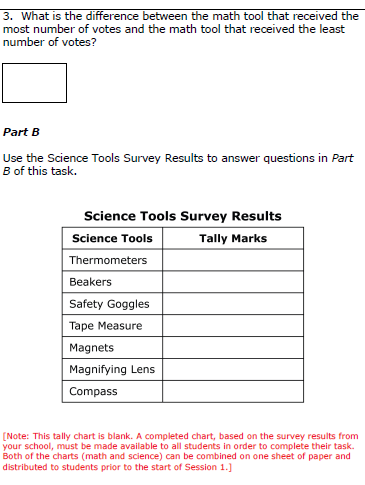 3. What is the difference between the math tool that received the
most number of votes and the math tool that received the least
number of votes?
Part B
Use the Science Tools Survey Results to answer questions in Part
B of this task.
Science Tools Survey Results
Science Tools Tally Marks
Thermometers
Beakers
Safety Goggles
Tape Measure
Magnets
Magnifying Lens
Compass
[Note: This tally chart is blank. A completed chart, based on the survey results from
your school, must be made available to all students in order to complete their task.
Both of the charts (math and science) can be combined on one sheet of paper and
distributed to students prior to the start of Session 1.]